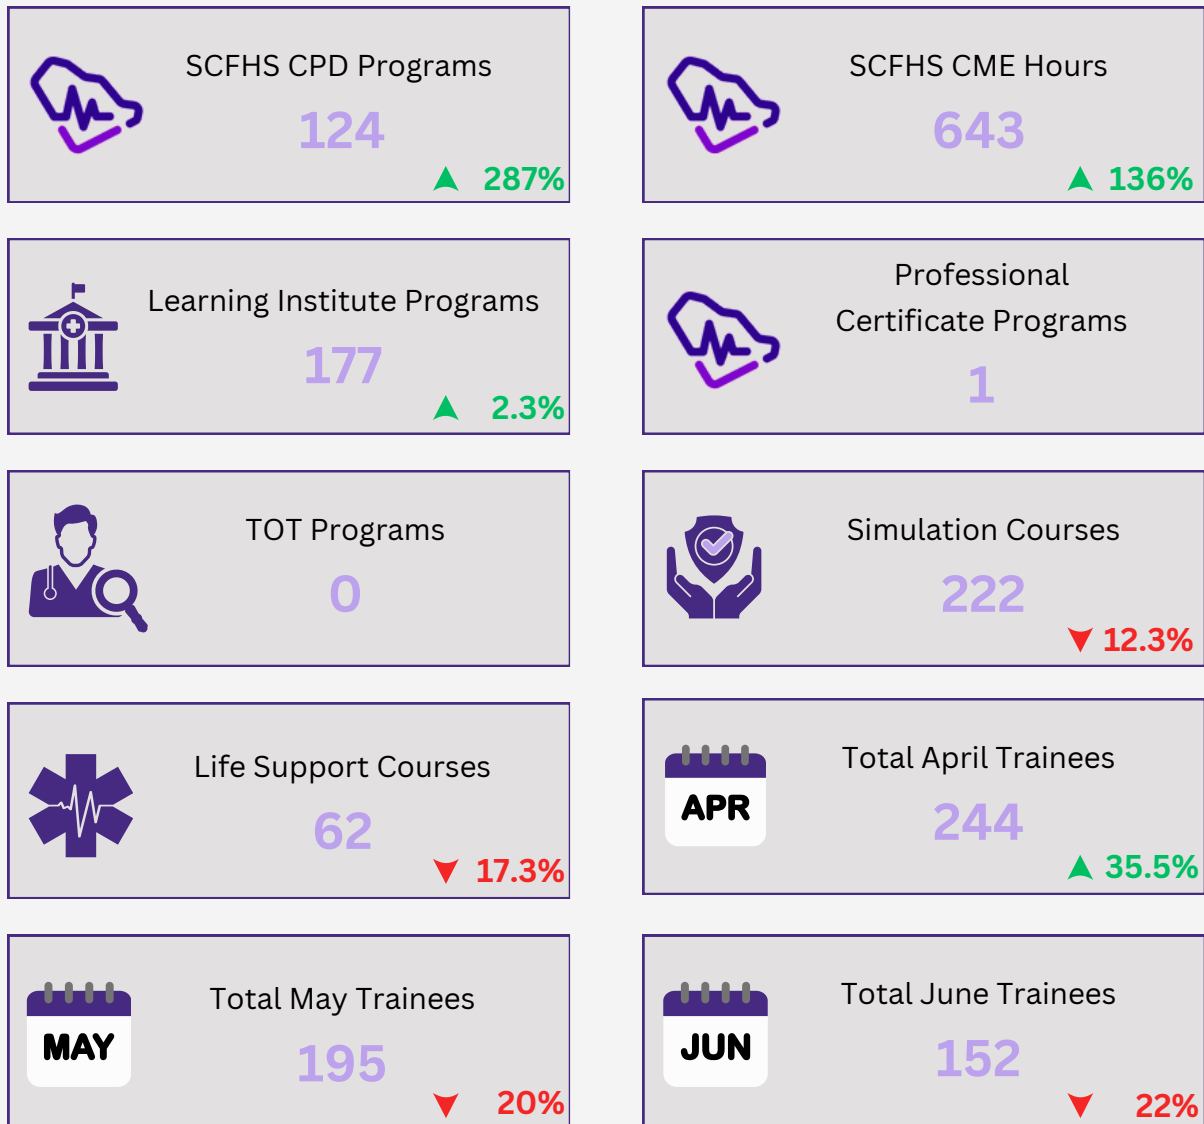 SCFHS CPD Programs
124
287%
SCFHS CME Hours
643
136%
Learning Institute Programs
177
2.3%
Professional
Certificate Programs
1
TOT Programs
0
Simulation Courses
222
12.3%
Life Support Courses
62
17.3%
APR
Total April Trainees
244
35.5%
MAY
Total May Trainees
195
20%
JUN
Total June Trainees
152
22%